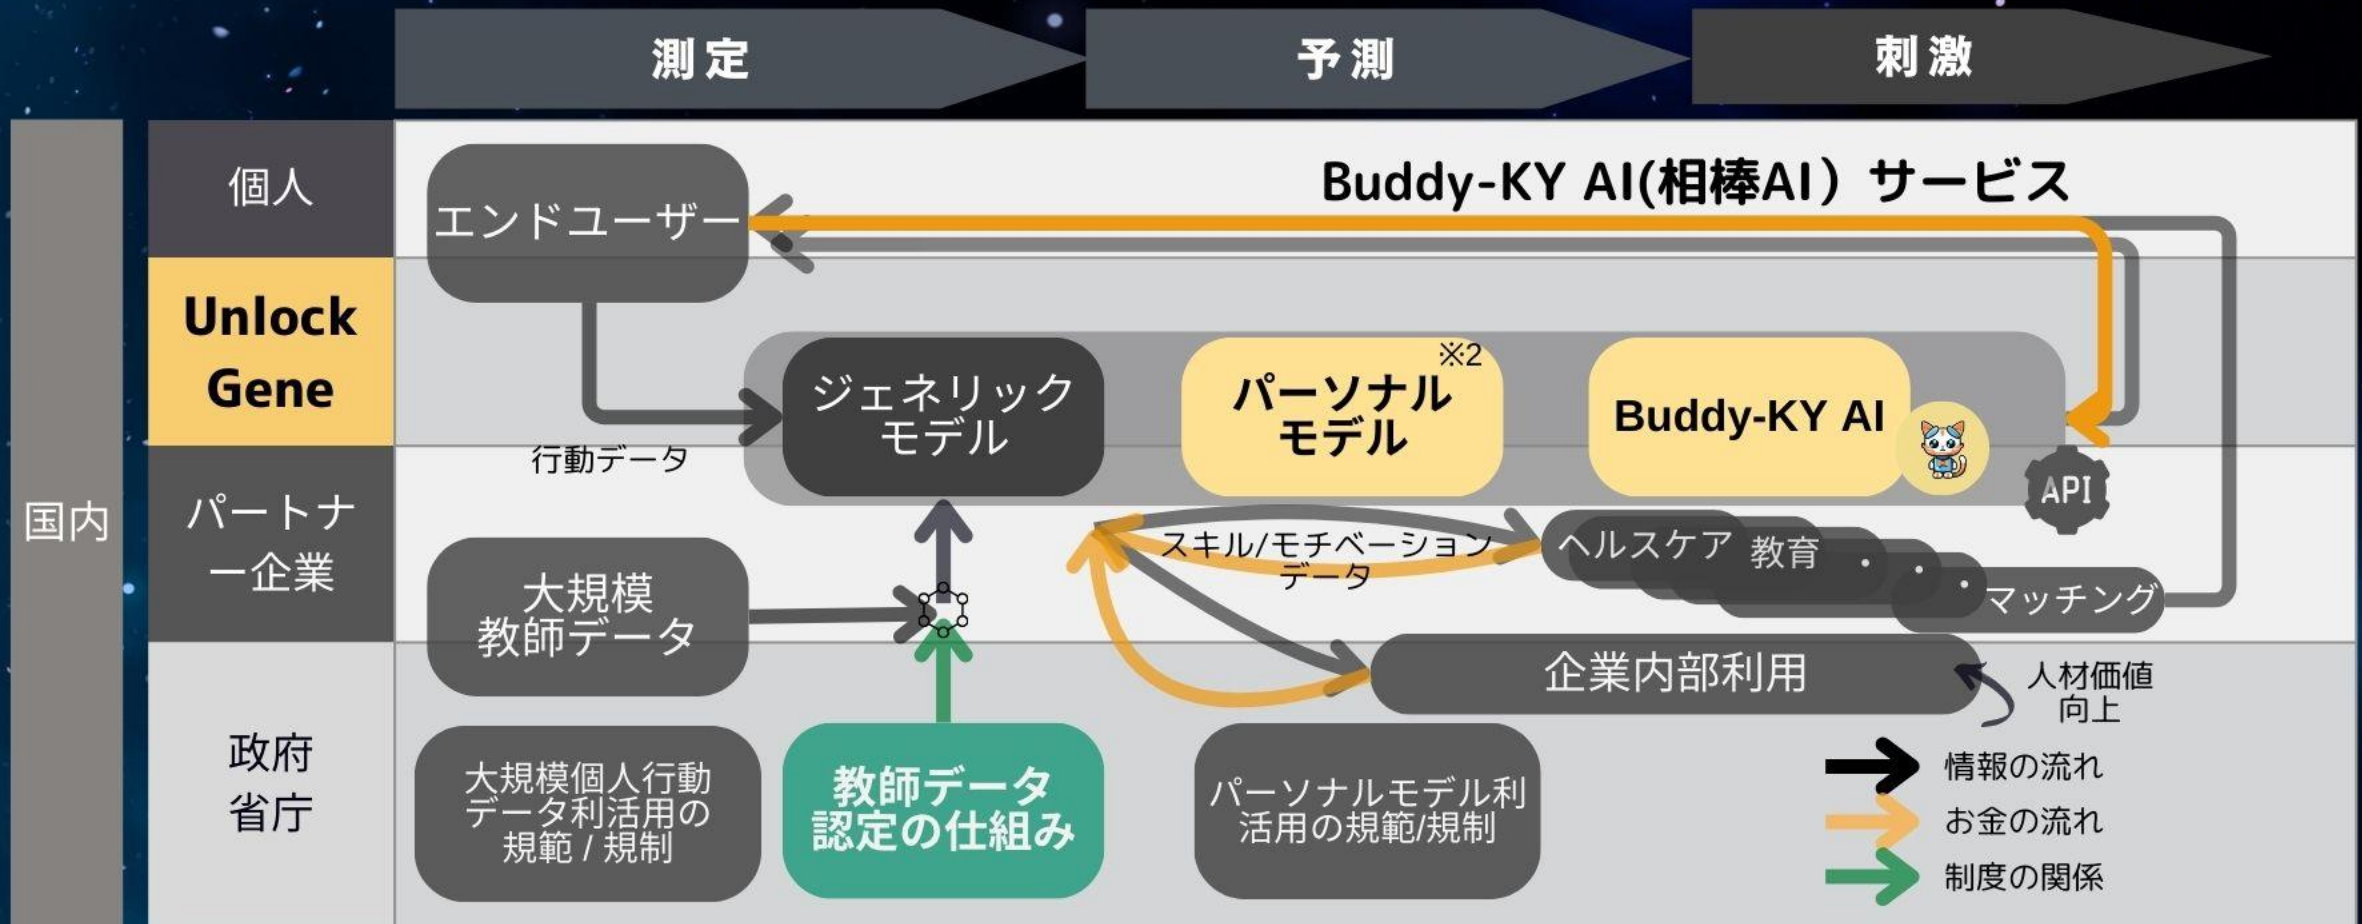 測定
予測
刺激
国内
個人
エンドユーザー
Buddy-KY AI(相棒AI）サービス
Unlock
Gene
行動データ
ジェネリック
モデル
※2
パーソナル
モデル
Buddy-KY AI
API
パートナ
ー企業
大規模
教師データ
スキル/モチベーション
データ
ヘルスケア
教育
・
・
・
マッチング
企業内部利用
人材価値
向上
政府
省庁
大規模個人行動
データ利活用の
規範 / 規制
教師データ
認定の仕組み
パーソナルモデル利
活用の規範/規制
情報の流れ
お金の流れ
制度の関係